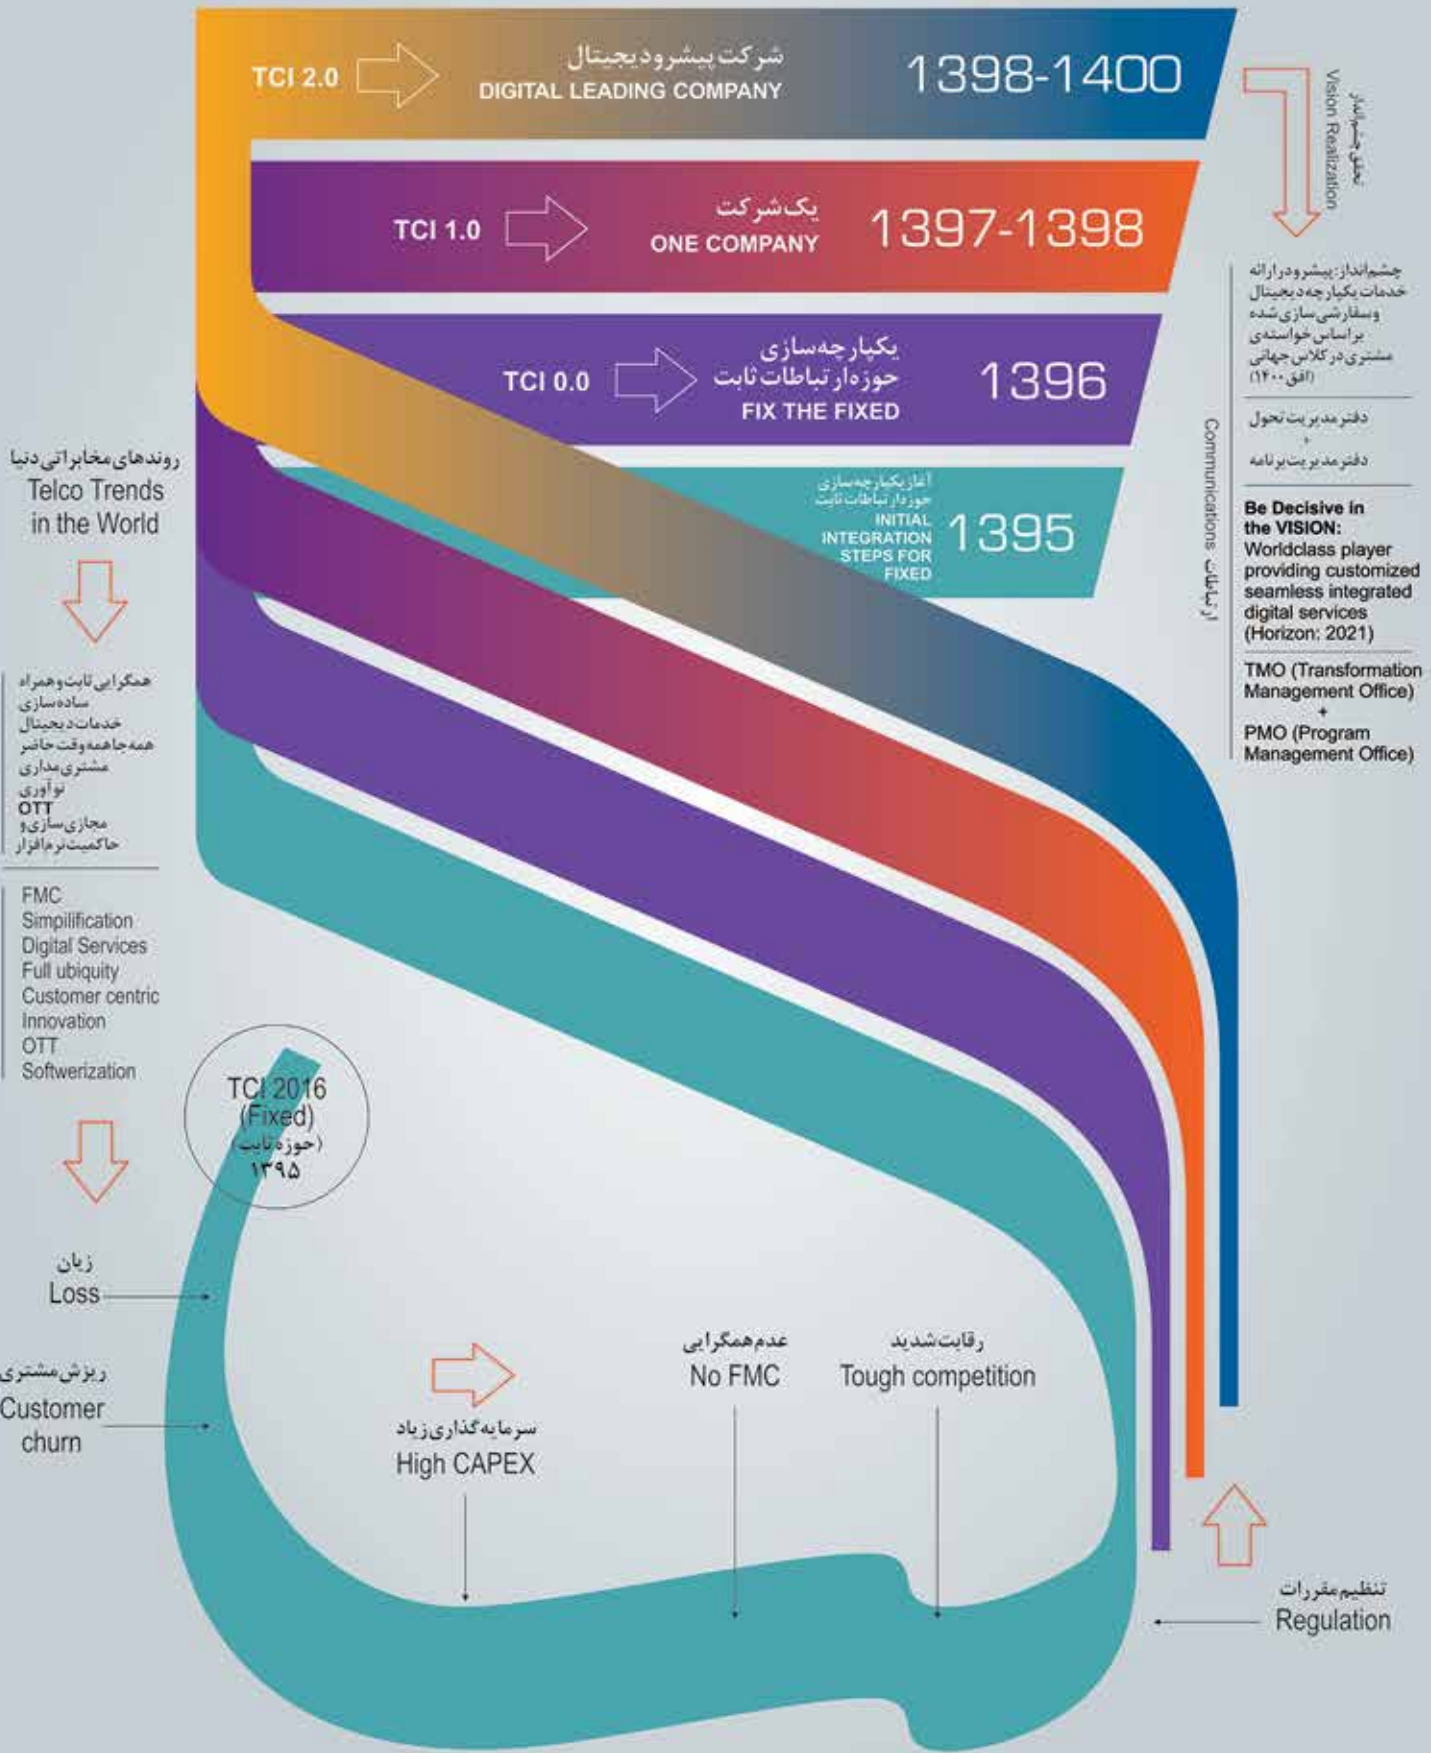 TCI 2.0
شرکت پیشرو دیجیتال
DIGITAL LEADING COMPANY
1398-1400
TCI 1.0
یک شرکت
ONE COMPANY
1397-1398
TCI 0.0
یکپارچه‌سازی
حوزه ارتباطات ثابت
FIX THE FIXED
1396
آغاز یکپارچه‌سازی
حوزه ارتباطات ثابت
INITIAL
INTEGRATION
STEPS FOR
FIXED
1395
تحقق چشم‌انداز
Vision Realization
چشم‌انداز: پیشرو در ارائه
خدمات یکپارچه دیجیتال
و سفارشی‌سازی شده
بر اساس خواسته‌ی
مشتری در کلاس جهانی
(افق ۱۴۰۰)
دفتر مدیریت تحول
+
دفتر مدیریت برنامه
Be Decisive in
the VISION:
Worldclass player
providing customized
seamless integrated
digital services
(Horizon: 2021)
TMO (Transformation
Management Office)
+
PMO (Program
Management Office)
Communications ارتباطات
روندهای مخابراتی دنیا
Telco Trends
in the World
همگرایی ثابت و همراه
ساده‌سازی
خدمات دیجیتال
همه جا همه وقت حاضر
مشتری مداری
نوآوری
OTT
مجازی‌سازی و
حاکمیت نرم‌افزار
FMC
Simpilification
Digital Services
Full ubiquity
Customer centric
Innovation
OTT
Softwerization
TCI 2016
(Fixed)
(حوزه ثابت)
۱۳۹۵
زیان
Loss
ریزش مشتری
Customer
churn
سرمایه‌گذاری زیاد
High CAPEX
عدم همگرایی
No FMC
رقابت شدید
Tough competition
تنظیم مقررات
Regulation